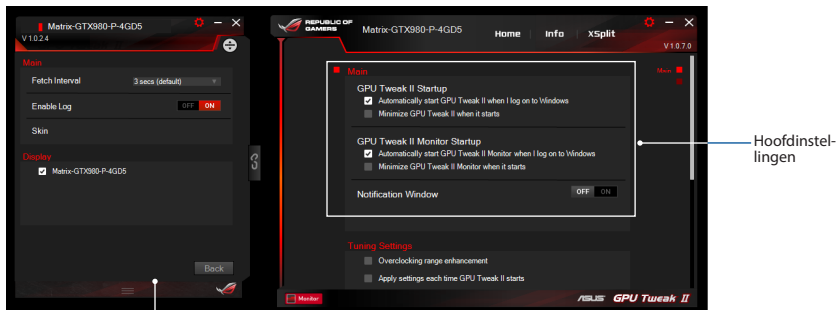 Matrix-GTX980-P-4GD5
V 1.0.2.4
Main
Fetch Interval 3 secs (default)
Enable Log OFF ON
Skin
Display
Matrix-GTX980-P-4GD5
Back
REPUBLIC OF
GAMERS
Matrix-GTX980-P-4GD5 Home Info XSplit
V 1.0.7.0
Main
Main
GPU Tweak II Startup
Automatically start GPU Tweak II when I log on to Windows
Minimize GPU Tweak II when it starts
GPU Tweak II Monitor Startup
Automatically start GPU Tweak II Monitor when I log on to Windows
Minimize GPU Tweak II Monitor when it starts
Notification Window OFF ON
Tuning Settings
Overclocking range enhancement
Apply settings each time GPU Tweak II starts
Monitor
ASUS GPU Tweak II
Hoofdinstel-
lingen